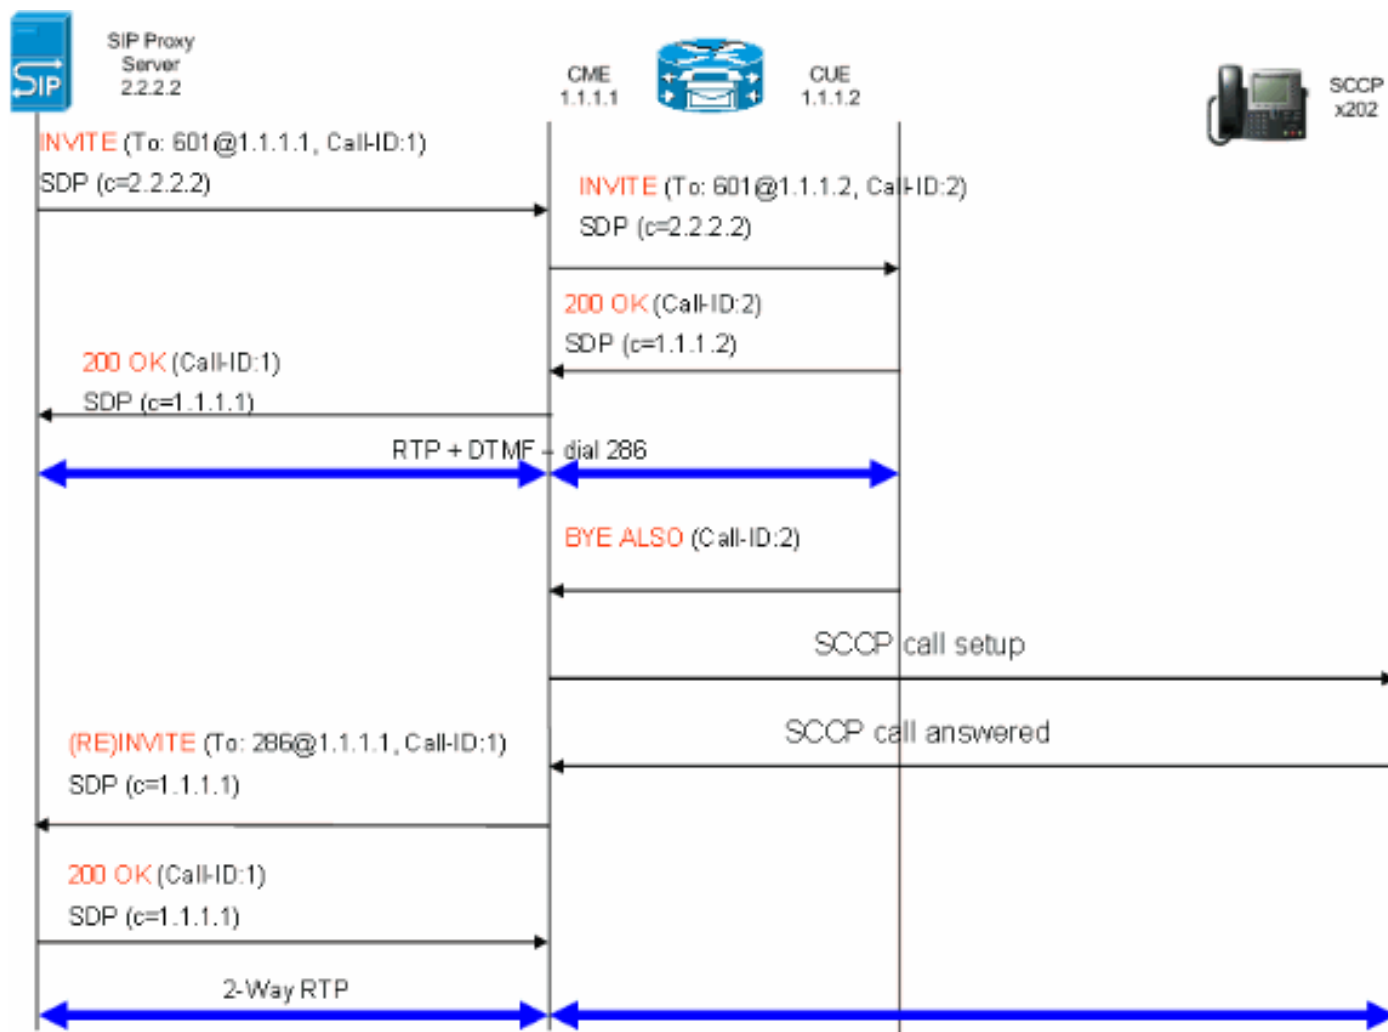 SIP Proxy
Server
2.2.2.2
SIP
CME
1.1.1.1
CUE
1.1.1.2
SCCP
x202
INVITE (To: 601@1.1.1.1, Call-ID:1)
SDP (c=2.2.2.2)
INVITE (To: 601@1.1.1.2, Call-ID:2)
SDP (c=2.2.2.2)
200 OK (Call-ID:2)
SDP (c=1.1.1.2)
200 OK (Call-ID:1)
SDP (c=1.1.1.1)
RTP + DTMF – dial 286
BYE ALSO (Call-ID:2)
SCCP call setup
SCCP call answered
(RE)INVITE (To: 286@1.1.1.1, Call-ID:1)
SDP (c=1.1.1.1)
200 OK (Call-ID:1)
SDP (c=1.1.1.1)
2-Way RTP